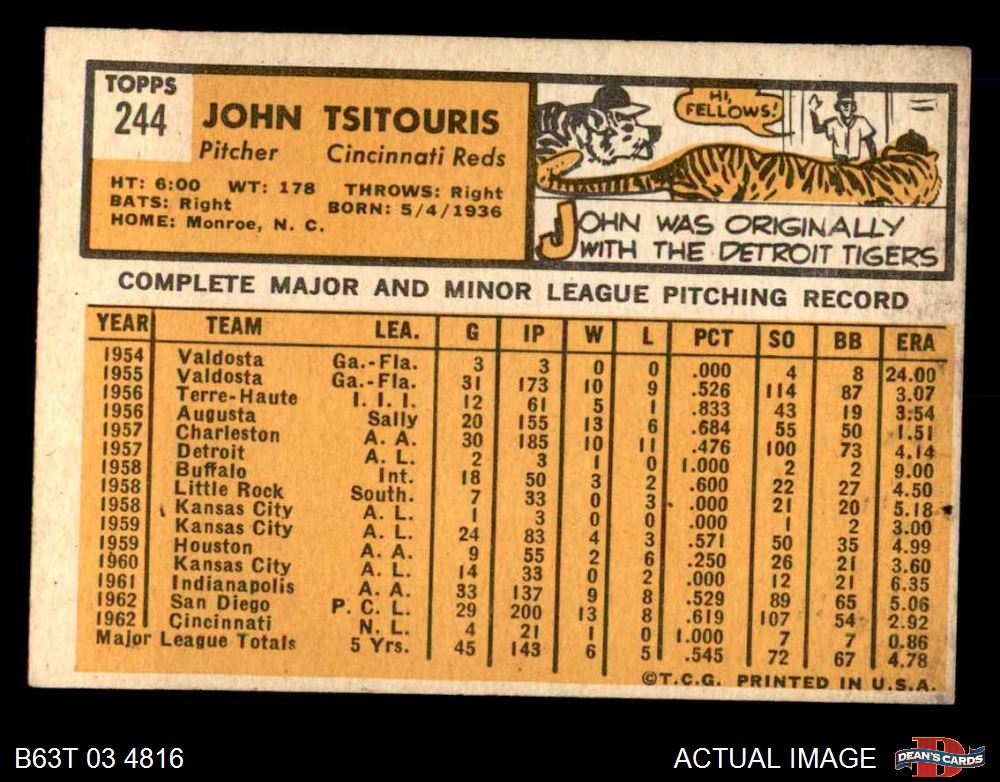 TOPPS
244
JOHN TSITOURIS
Pitcher Cincinnati Reds
HT: 6:00 WT: 178 THROWS: Right
BATS: Right BORN: 5/4/1936
HOME: Monroe, N. C.
HI, FELLOWS!
JOHN WAS ORIGINALLY
WITH THE DETROIT TIGERS
COMPLETE MAJOR AND MINOR LEAGUE PITCHING RECORD
YEAR TEAM LEA. G IP W L PCT SO BB ERA
1954 Valdosta Ga.-Fla. 3 3 0 0 .000 4 8 24.00
1955 Valdosta Ga.-Fla. 31 173 10 9 .526 114 87 3.07
1956 Terre-Haute I. I. I. 12 61 5 1 .833 43 19 3.54
1956 Augusta Sally 20 155 13 6 .684 55 50 1.51
1957 Charleston A. A. 30 185 10 11 .476 100 73 4.14
1957 Detroit A. L. 2 3 1 0 1.000 2 2 9.00
1958 Buffalo Int. 18 50 3 2 .600 22 27 4.50
1958 Little Rock South. 7 33 0 3 .000 21 20 5.18
1958 Kansas City A. L. 1 3 0 0 .000 1 2 3.00
1959 Kansas City A. L. 24 83 4 3 .571 50 35 4.99
1959 Houston A. A. 9 55 2 6 .250 26 21 3.60
1960 Kansas City A. L. 14 33 0 2 .000 12 21 6.35
1961 Indianapolis A. A. 33 137 9 8 .529 89 65 5.06
1962 San Diego P. C. L. 29 200 13 8 .619 107 54 2.92
1962 Cincinnati N. L. 4 21 1 0 1.000 7 7 0.86
Major League Totals 5 Yrs. 45 143 6 5 .545 72 67 4.78
©T.C.G. PRINTED IN U.S.A.
B63T 03 4816
ACTUAL IMAGE
DEAN'S CARDS